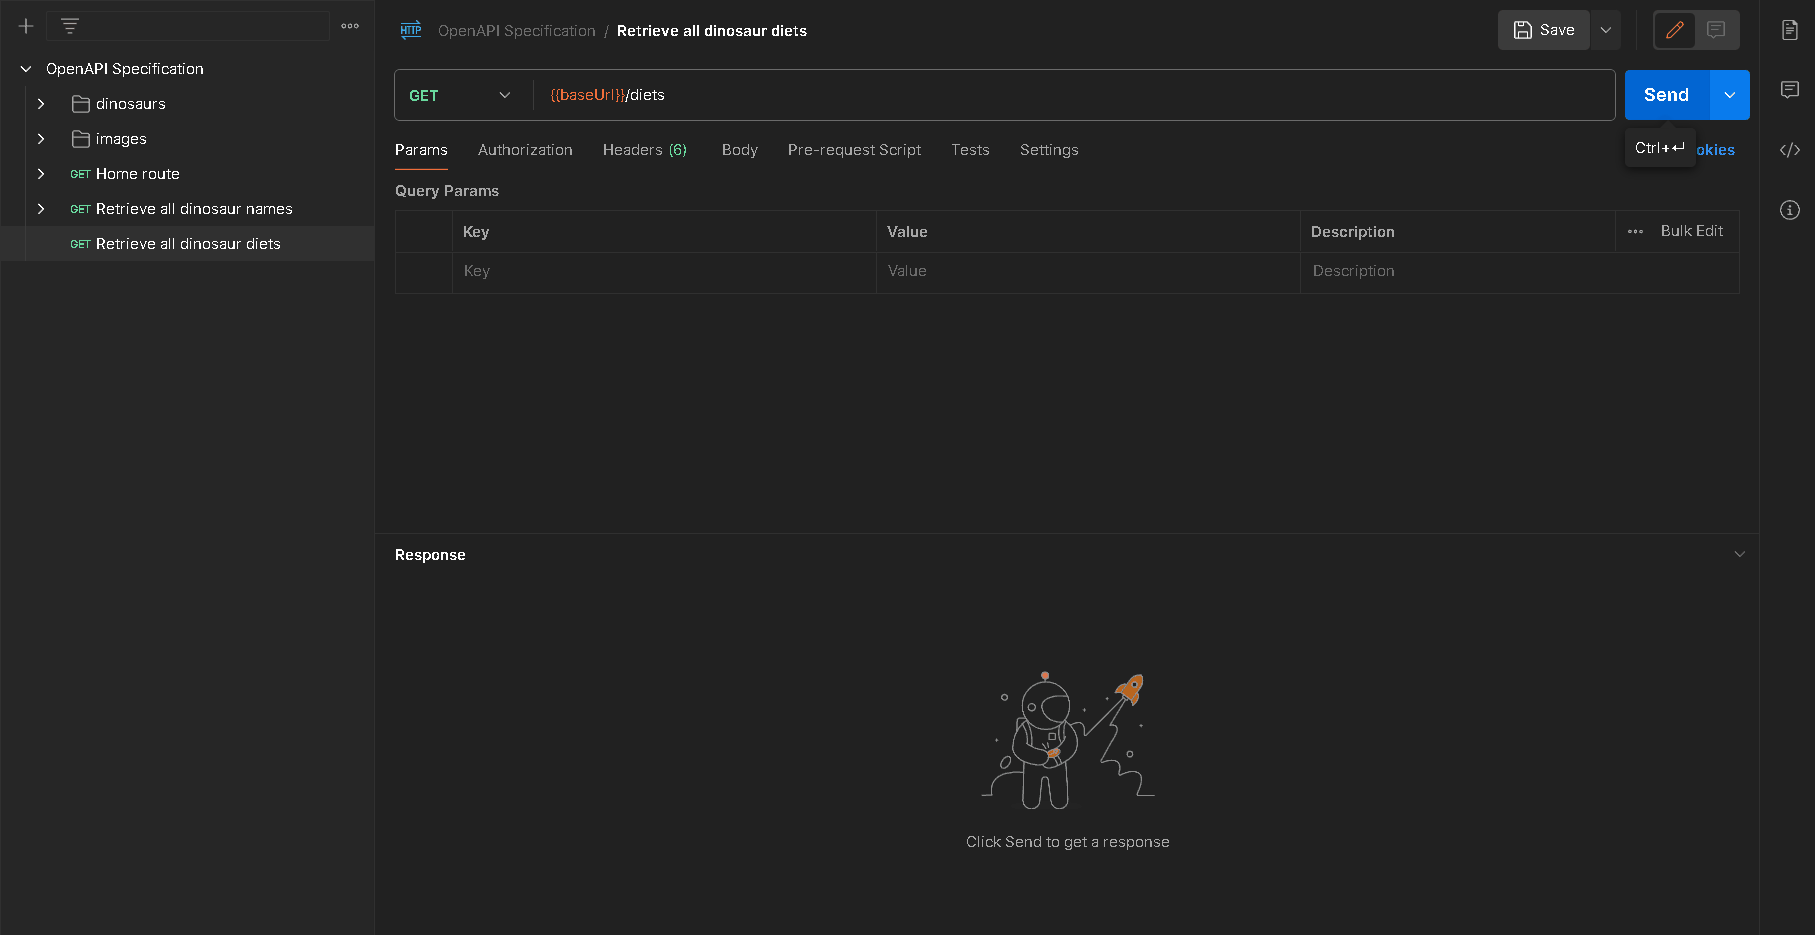 HTTP OpenAPI Specification / Retrieve all dinosaur diets
Save
OpenAPI Specification
dinosaurs
images
GET Home route
GET Retrieve all dinosaur names
GET Retrieve all dinosaur diets
GET {{baseUrl}}/diets
Send
Ctrl+↵
Params Authorization Headers (6) Body Pre-request Script Tests Settings okies
Query Params
Key Value Description Bulk Edit
Key Value Description
Response
Click Send to get a response